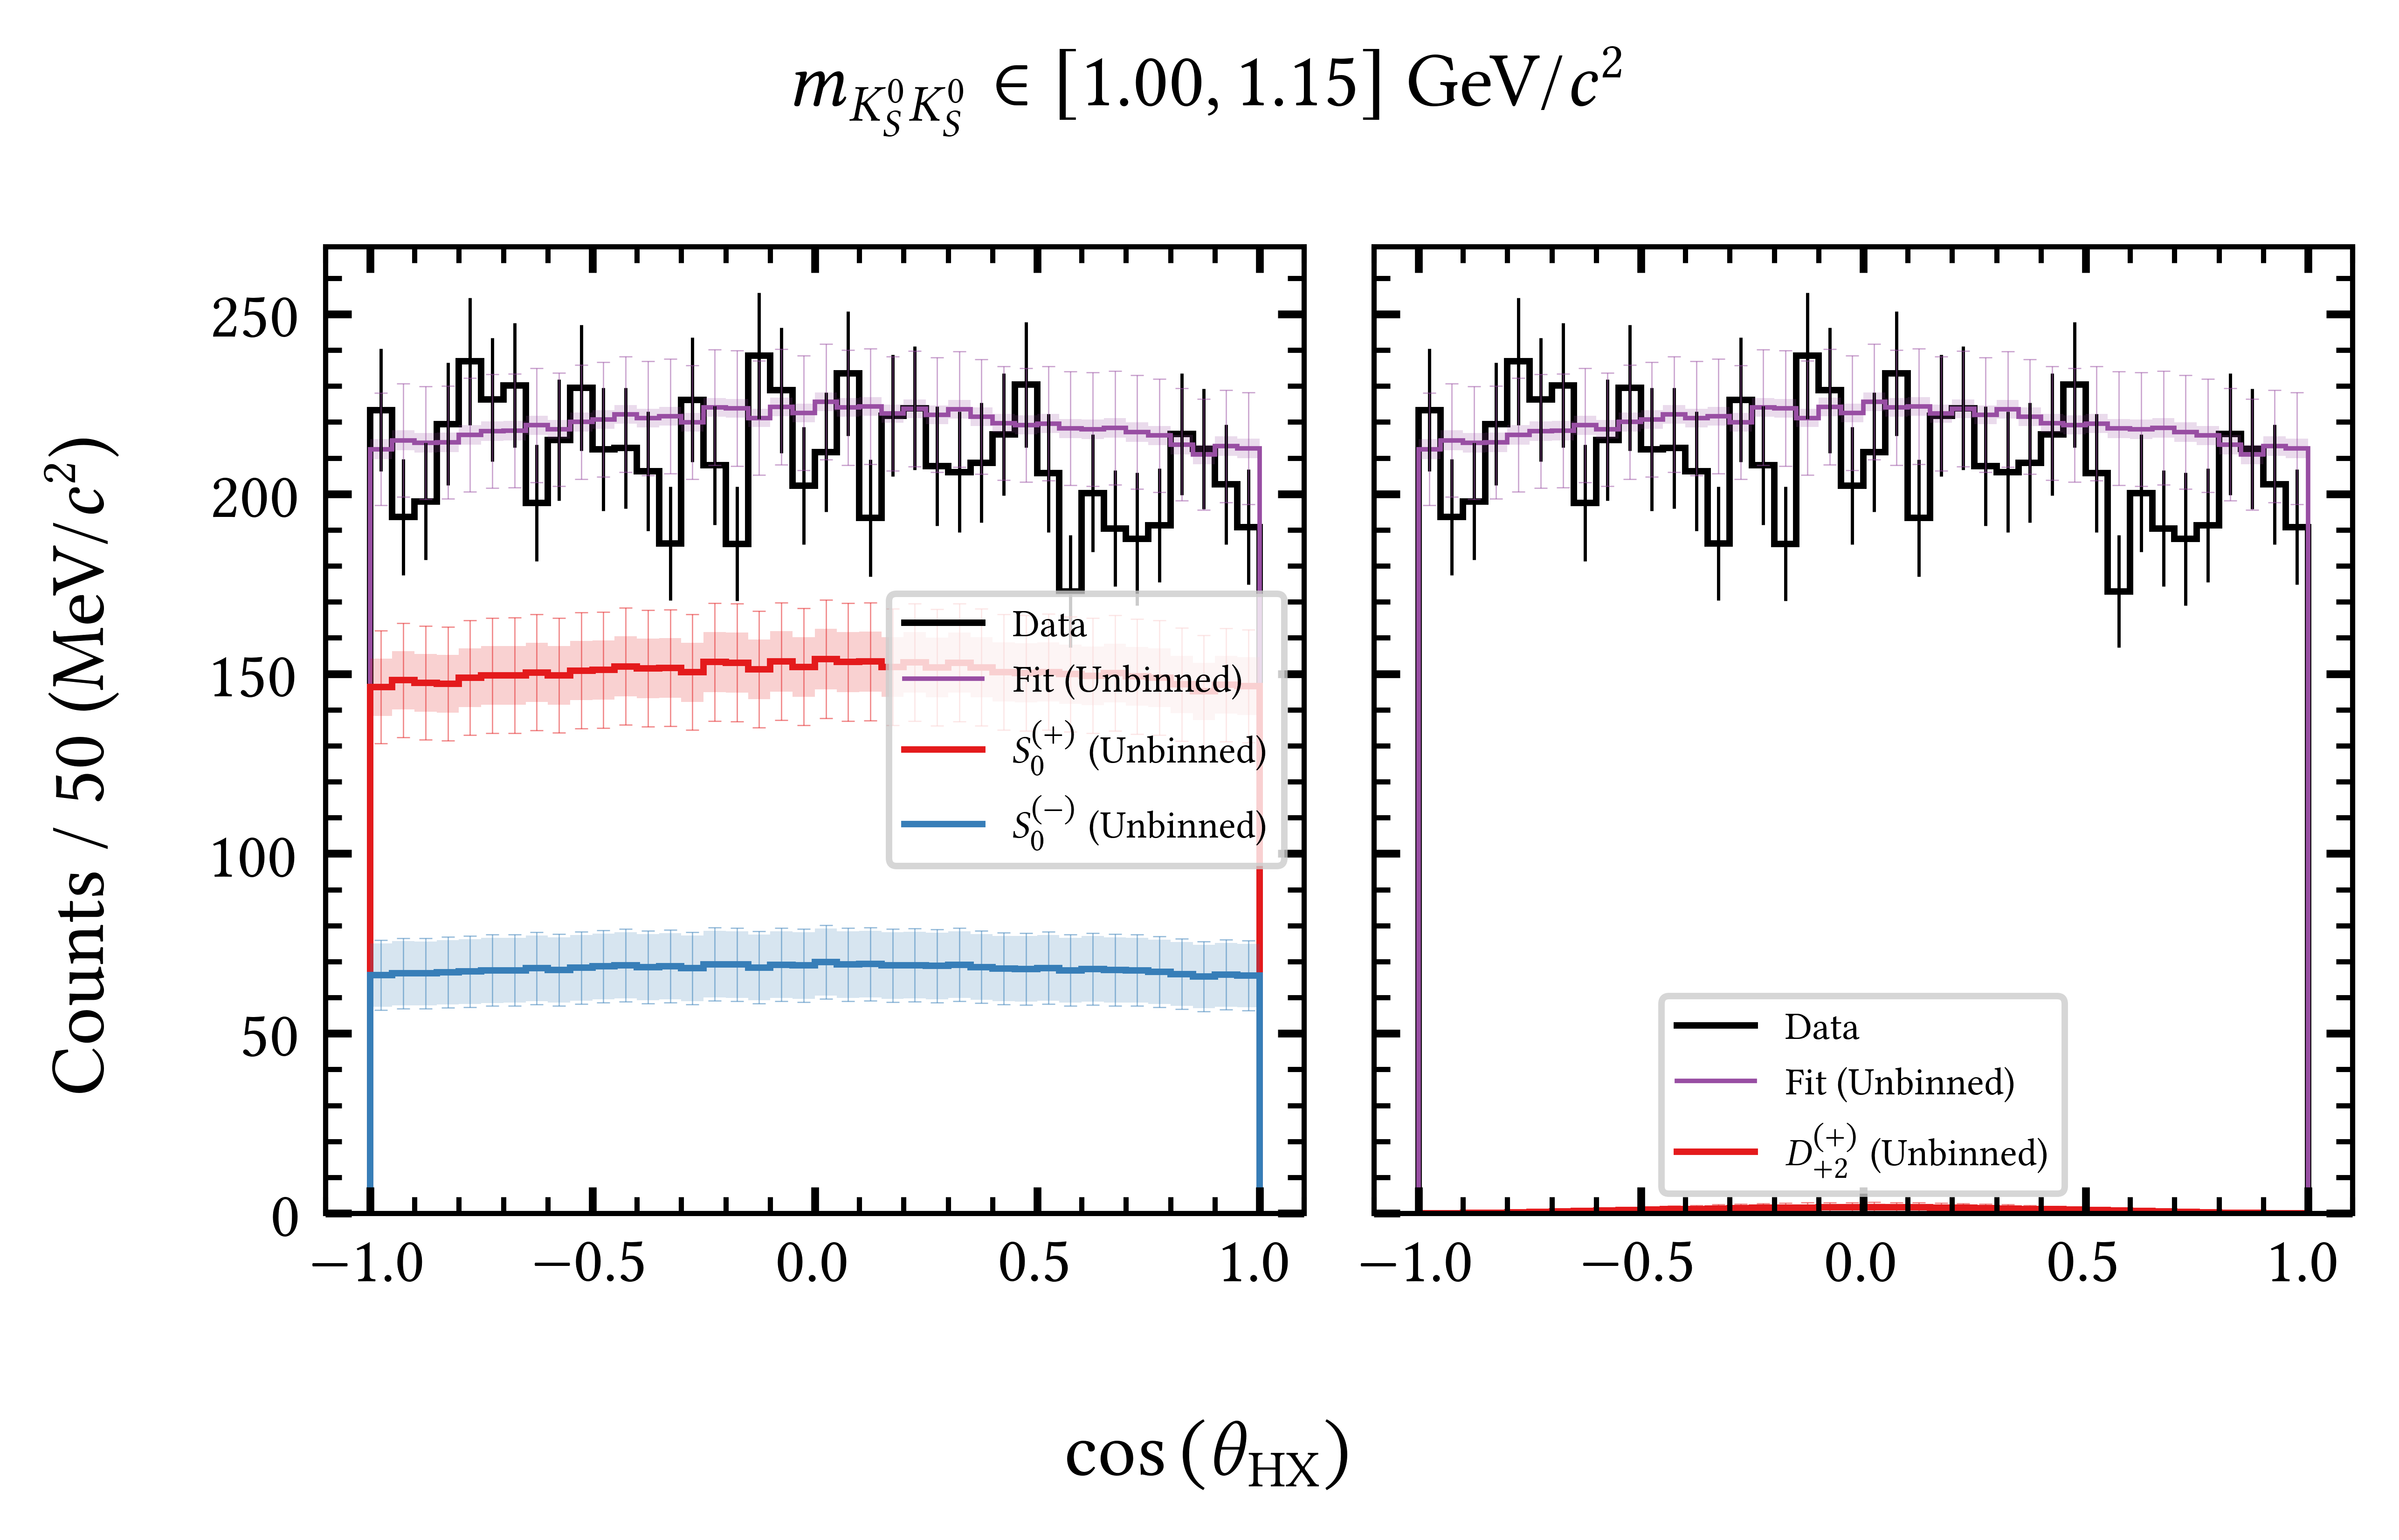 m_{K_S^0 K_S^0} ∈ [1.00, 1.15] GeV/c²
Counts / 50 (MeV/c²)
250
200
150
100
50
0
Data
Fit (Unbinned)
S_0^{(+)} (Unbinned)
S_0^{(−)} (Unbinned)
−1.0 −0.5 0.0 0.5 1.0
Data
Fit (Unbinned)
D_{+2}^{(+)} (Unbinned)
−1.0 −0.5 0.0 0.5 1.0
cos (θ_{HX})